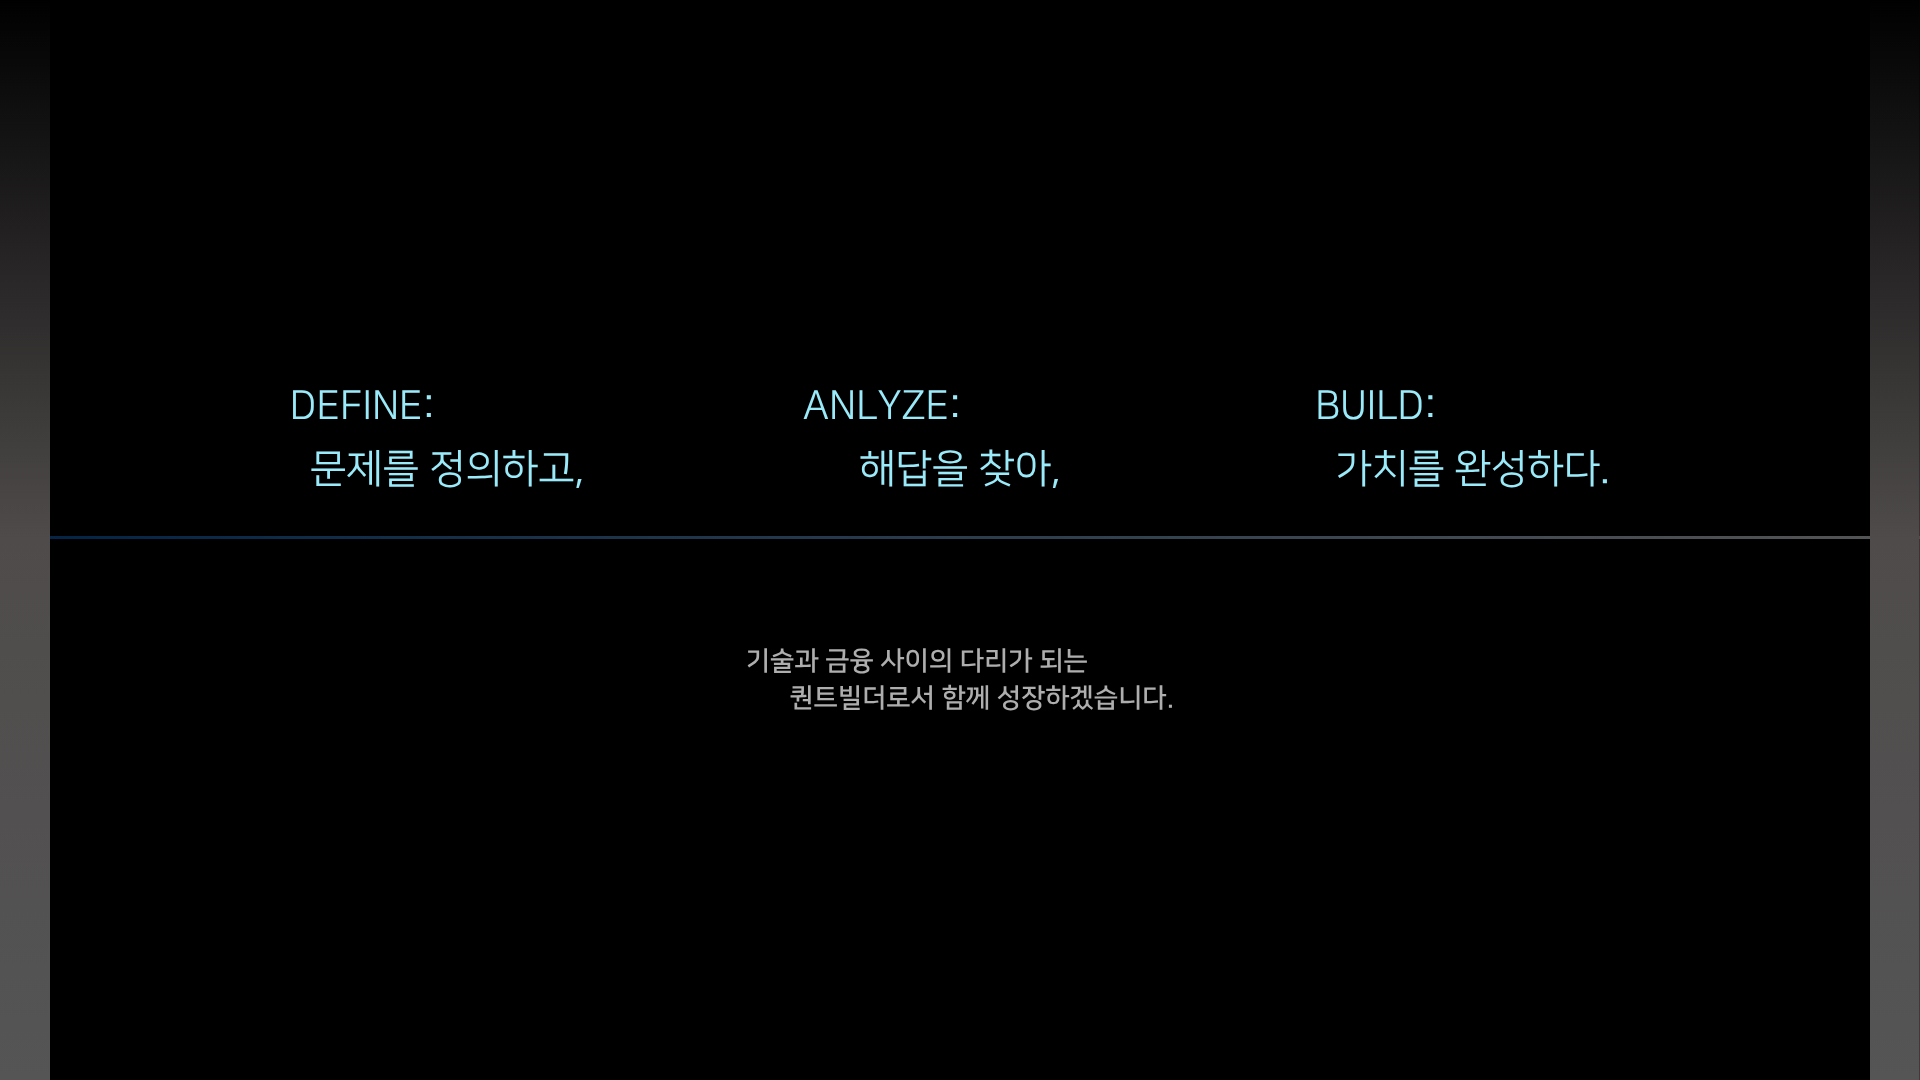 DEFINE:
문제를 정의하고,
ANLYZE:
해답을 찾아,
BUILD:
가치를 완성하다.
기술과 금융 사이의 다리가 되는
퀀트빌더로서 함께 성장하겠습니다.